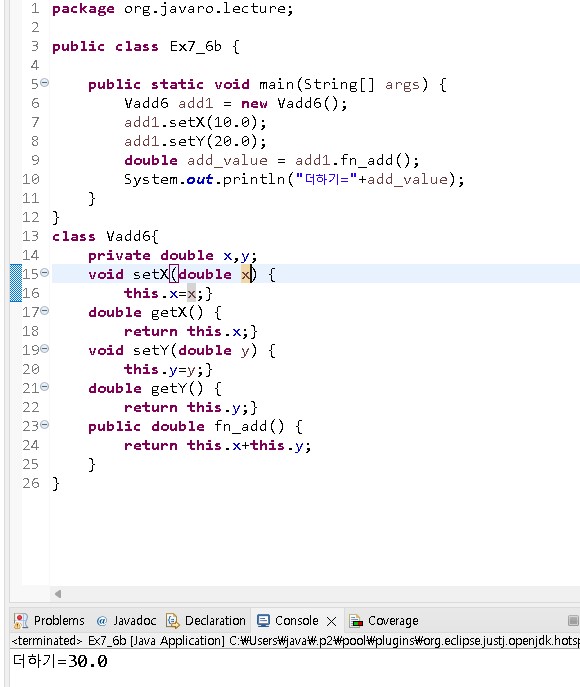 1 package org.javaro.lecture;
2
3 public class Ex7_6b {
4
5 public static void main(String[] args) {
6 Vadd6 add1 = new Vadd6();
7 add1.setX(10.0);
8 add1.setY(20.0);
9 double add_value = add1.fn_add();
10 System.out.println("더하기="+add_value);
11 }
12 }
13 class Vadd6{
14 private double x,y;
15 void setX(double x) {
16 this.x=x;}
17 double getX() {
18 return this.x;}
19 void setY(double y) {
20 this.y=y;}
21 double getY() {
22 return this.y;}
23 public double fn_add() {
24 return this.x+this.y;
25 }
26 }
Problems @ Javadoc Declaration Console Coverage
<terminated> Ex7_6b [Java Application] C:₩Users₩java₩.p2₩pool₩plugins₩org.eclipse.justj.openjdk.hotsp
더하기=30.0